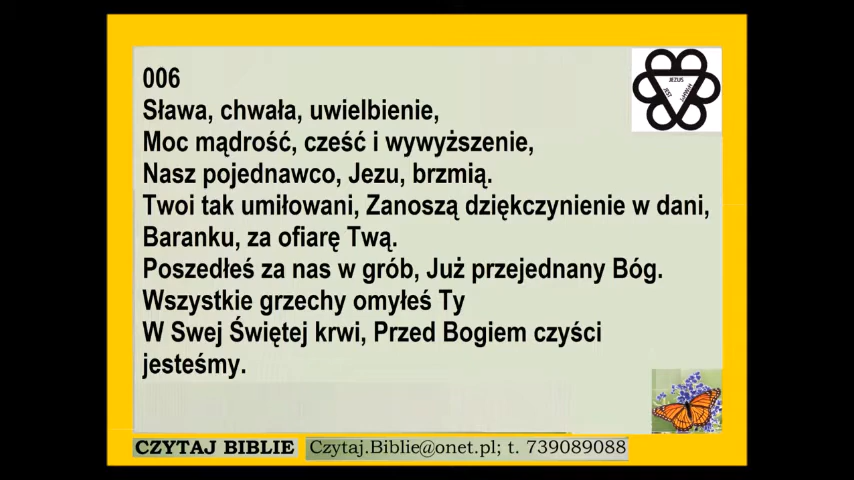 006
Sława, chwała, uwielbienie,
Moc mądrość, cześć i wywyższenie,
Nasz pojednawco, Jezu, brzmią.
Twoi tak umiłowani, Zanoszą dziękczynienie w dani,
Baranku, za ofiarę Twą.
Poszedłeś za nas w grób, Już przejednany Bóg.
Wszystkie grzechy omyłeś Ty
W Swej Świętej krwi, Przed Bogiem czyści
jesteśmy.
JEZUS
JEST
CZYTAJ BIBLIE Czytaj.Biblie@onet.pl; t. 739089088